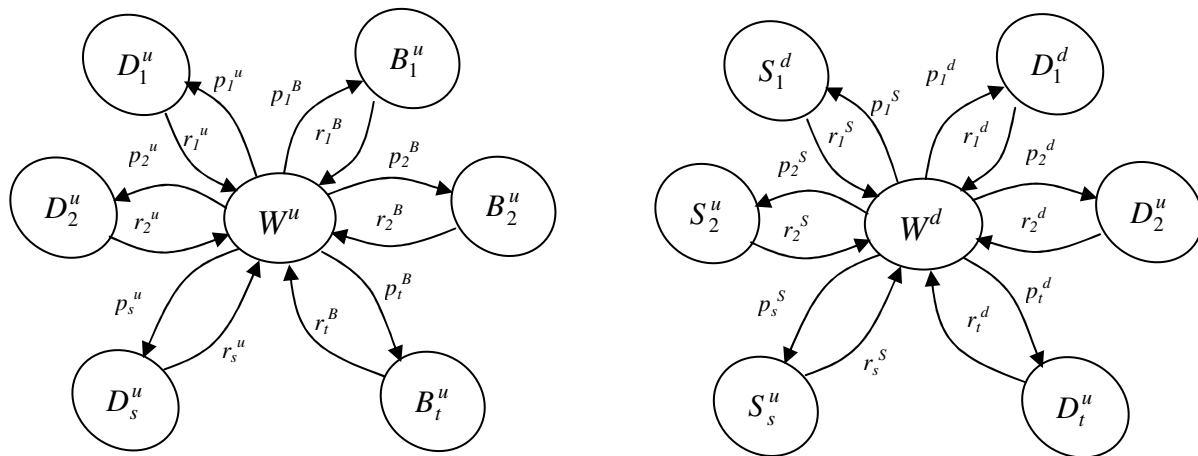 D_1^u B_1^u S_1^d D_1^d
p_1^u p_1^B p_1^S p_1^d
r_1^u r_1^B r_1^S r_1^d
p_2^u p_2^B p_2^S p_2^d
D_2^u r_2^u W^u r_2^B B_2^u S_2^u r_2^S W^d r_2^d D_2^u
p_s^u p_t^B p_s^S p_t^d
r_s^u r_t^B r_s^S r_t^d
D_s^u B_t^u S_s^u D_t^u